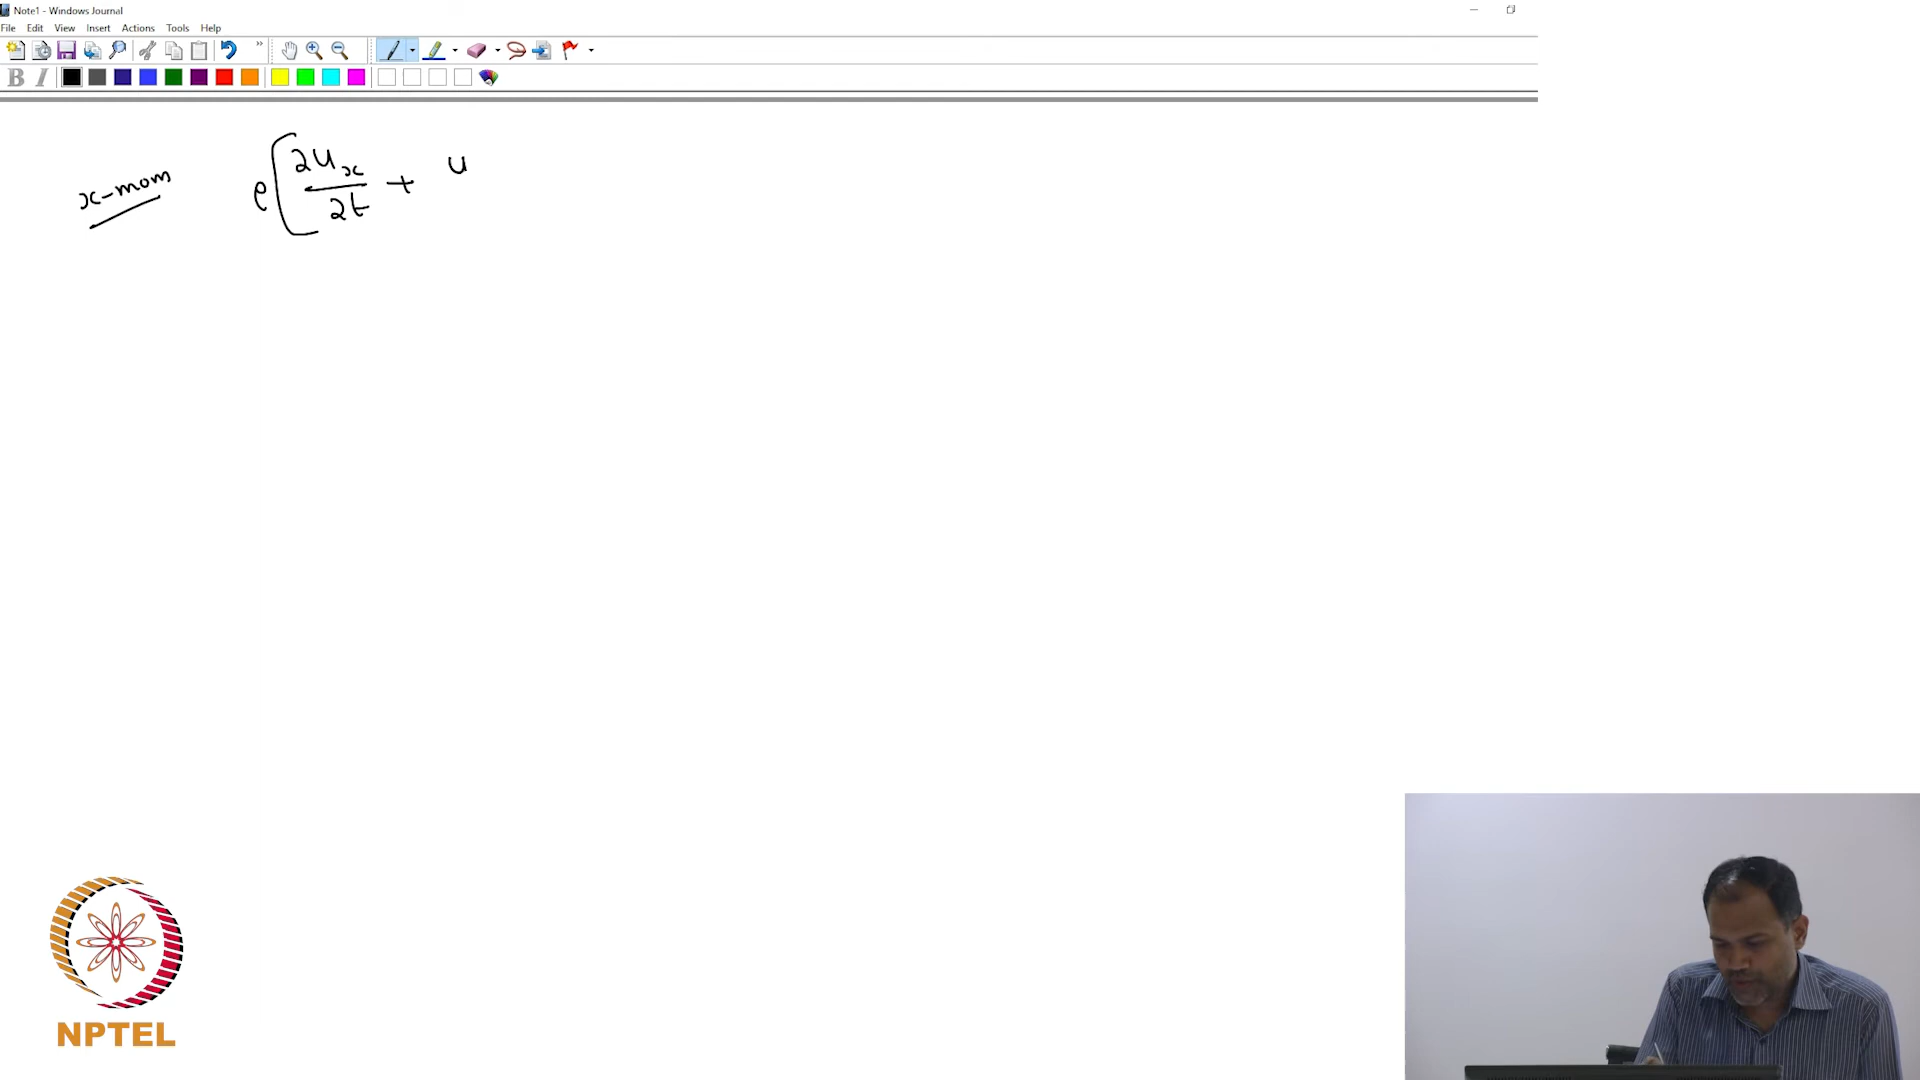 Note1 - Windows Journal
File Edit View Insert Actions Tools Help
B I
x-mom ρ[∂u_x/∂t + u
NPTEL